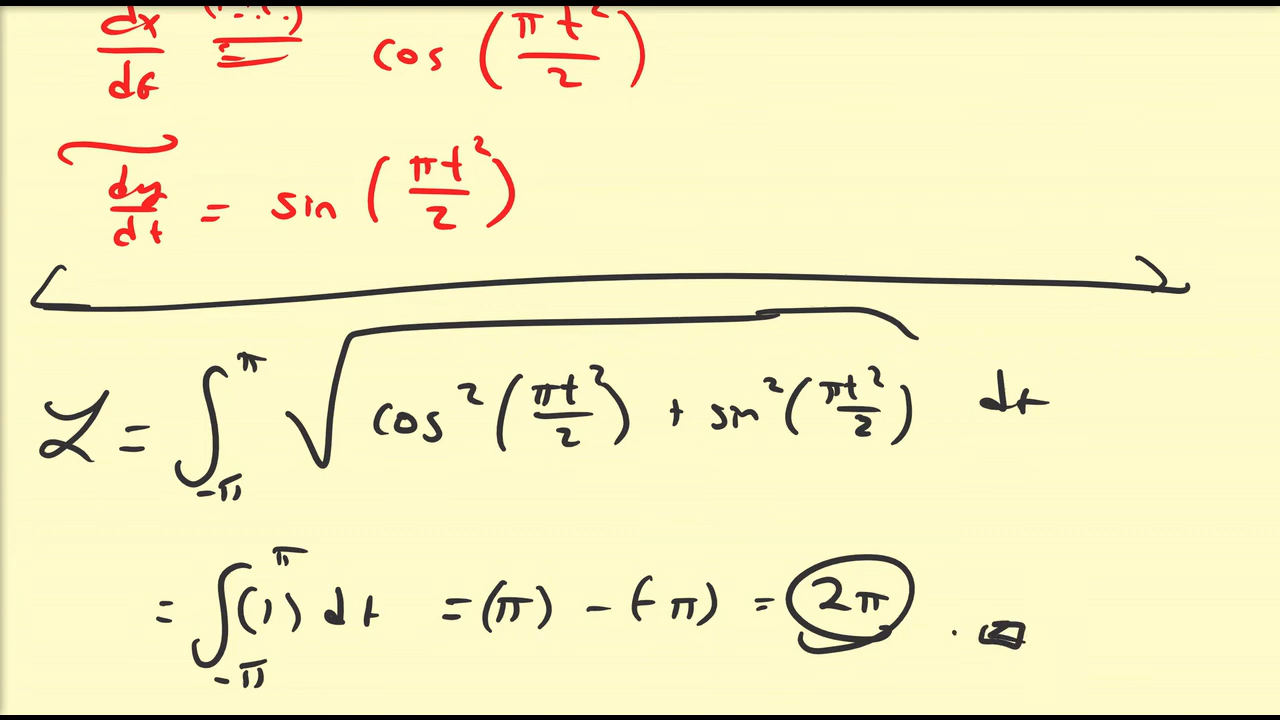 dx/dt = cos (πt²/2)
dy/dt = sin (πt²/2)
ℒ = ∫_{-π}^{π} √(cos²(πt²/2) + sin²(πt²/2)) dt
= ∫_{-π}^{π} (1) dt = (π) - (-π) = 2π .